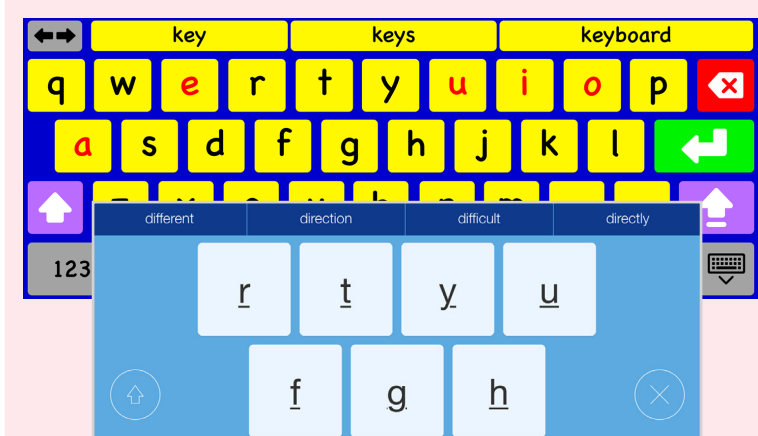 key keys keyboard
q w e r t y u i o p
a s d f g h j k l
different direction difficult directly
123
r t y u
f g h